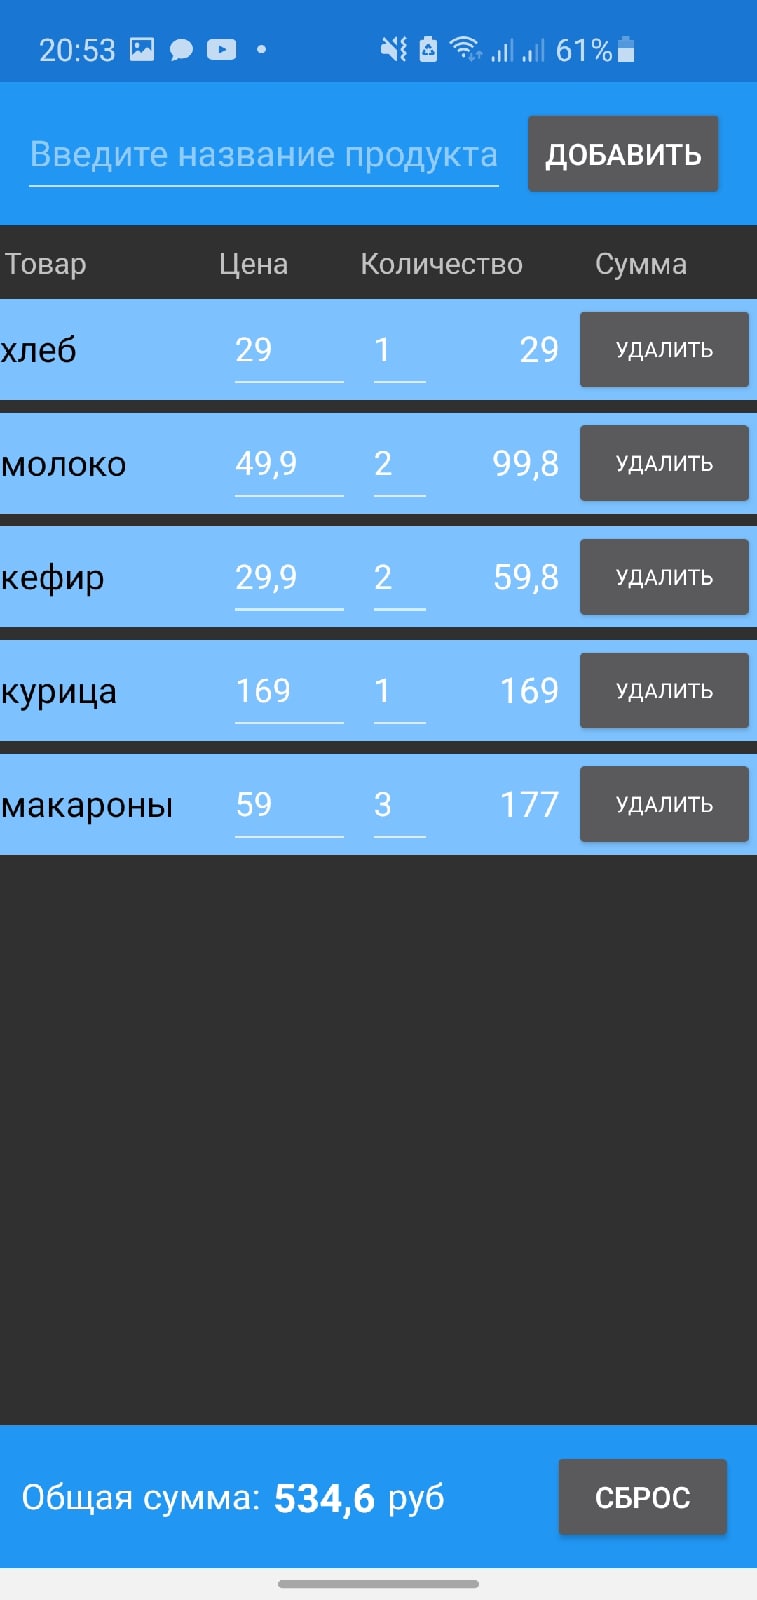 20:53 61%
Введите название продукта ДОБАВИТЬ
Товар Цена Количество Сумма
хлеб 29 1 29 УДАЛИТЬ
молоко 49,9 2 99,8 УДАЛИТЬ
кефир 29,9 2 59,8 УДАЛИТЬ
курица 169 1 169 УДАЛИТЬ
макароны 59 3 177 УДАЛИТЬ
Общая сумма: 534,6 руб СБРОС